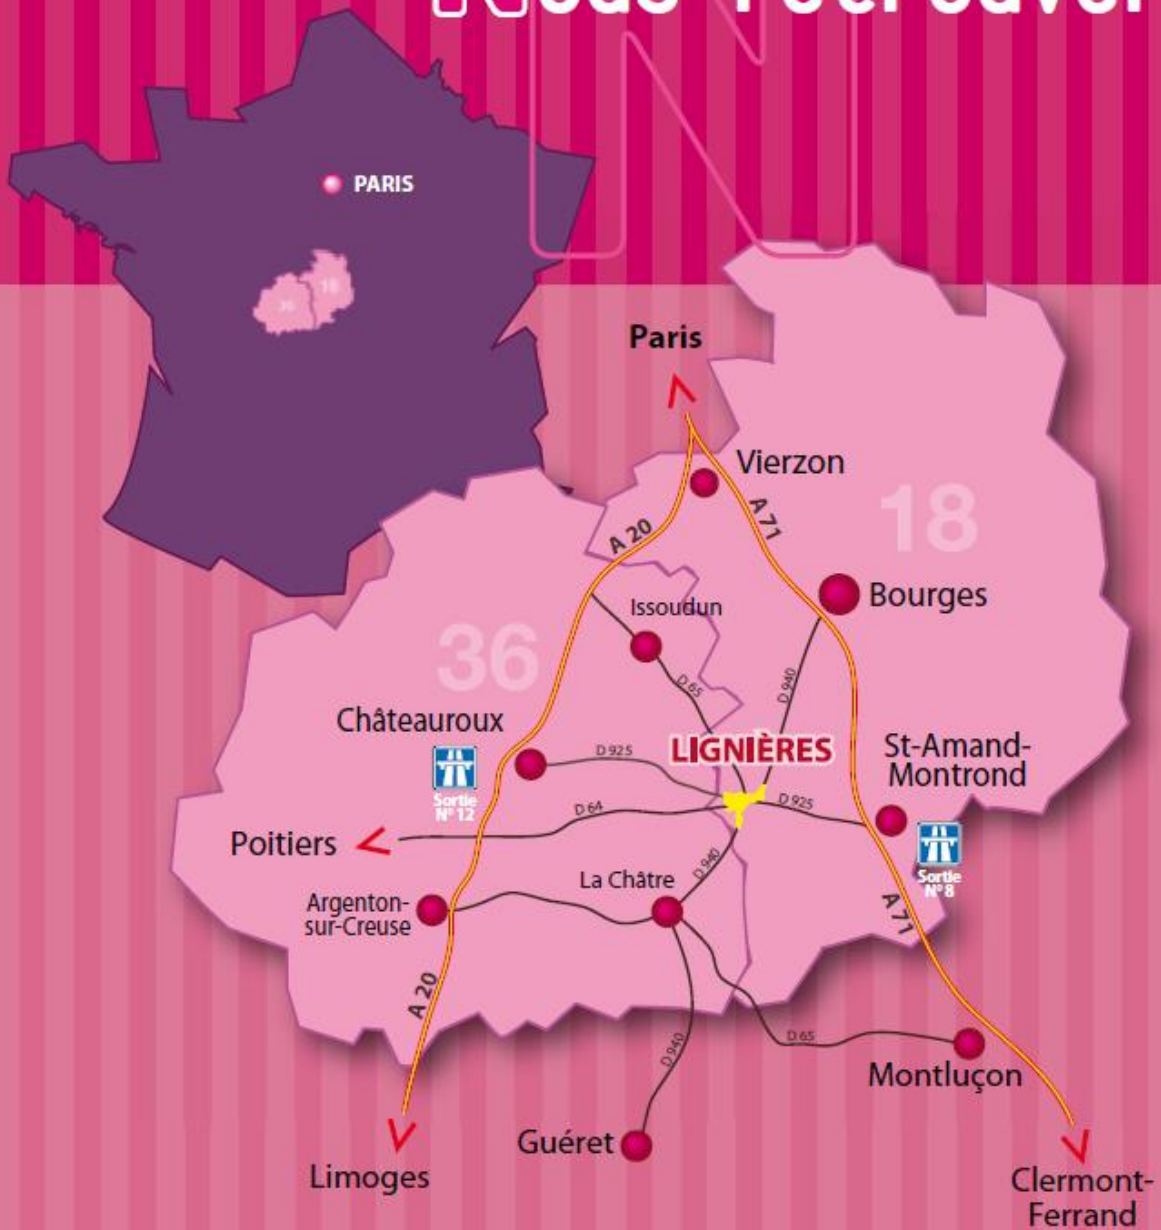 PARIS
18
36
Paris
Vierzon
A 71
18
A 20
Bourges
Issoudun
36
D 65
D 940
Châteauroux
LIGNIÈRES
St-Amand-
Montrond
D 925
Sortie
N° 12
D 925
D 64
Poitiers
Sortie
N° 8
La Châtre
D 940
Argenton-
sur-Creuse
A 71
A 20
D 940
D 65
Montluçon
Guéret
Limoges
Clermont-
Ferrand